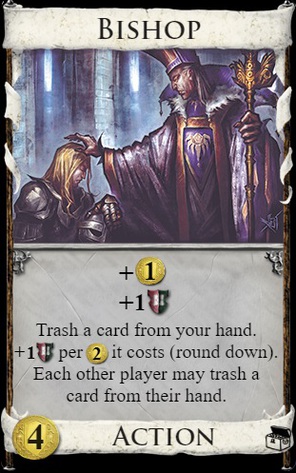 BISHOP
+1
+1
Trash a card from your hand.
+1 per 2 it costs (round down).
Each other player may trash a
card from their hand.
4 ACTION